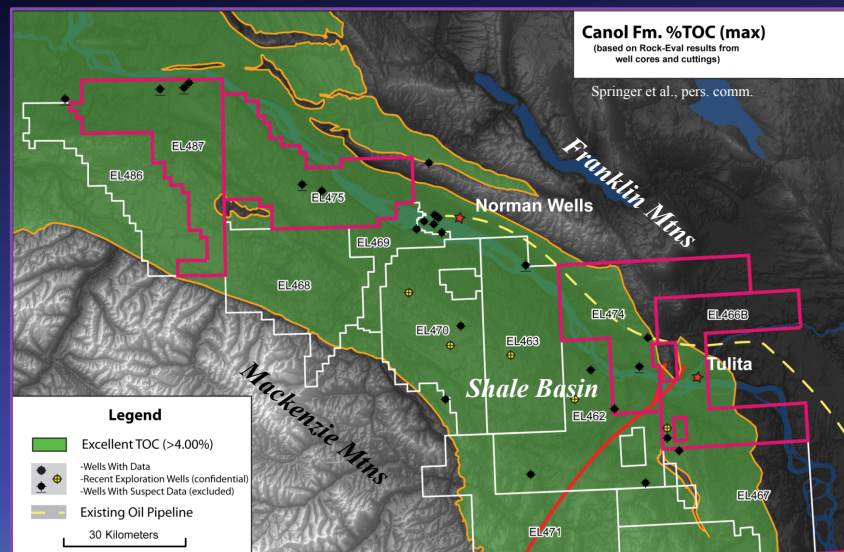 Canol Fm. %TOC (max)
(based on Rock-Eval results from
well cores and cuttings)
Springer et al., pers. comm.
Franklin Mtns
EL487
EL486
EL475
Norman Wells
EL469
EL468
EL474
EL466B
EL470
EL463
Tulita
Mackenzie Mtns
Shale Basin
EL462
EL467
EL471
Legend
Excellent TOC (>4.00%)
-Wells With Data
-Recent Exploration Wells (confidential)
-Wells With Suspect Data (excluded)
Existing Oil Pipeline
30 Kilometers